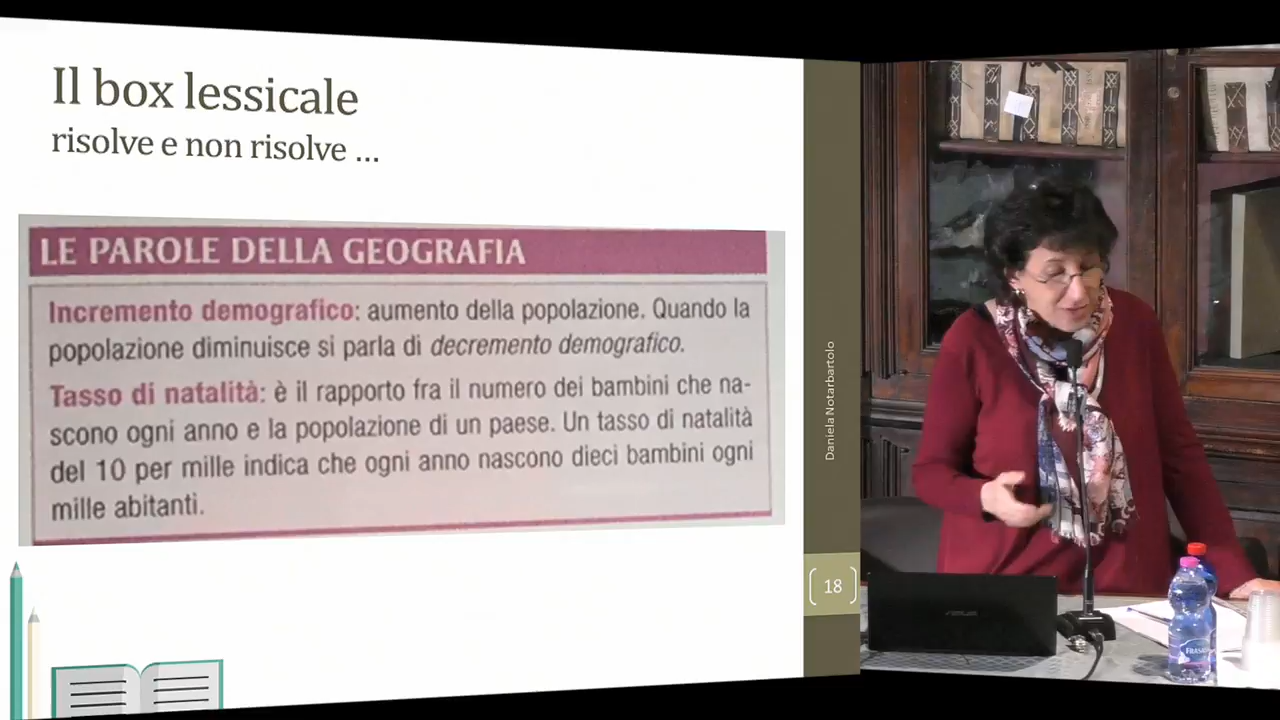 Il box lessicale
risolve e non risolve ...
LE PAROLE DELLA GEOGRAFIA
Incremento demografico: aumento della popolazione. Quando la
popolazione diminuisce si parla di decremento demografico.
Tasso di natalità: è il rapporto fra il numero dei bambini che na-
scono ogni anno e la popolazione di un paese. Un tasso di natalità
del 10 per mille indica che ogni anno nascono dieci bambini ogni
mille abitanti.
Daniela Notarbartolo
18
ASUS